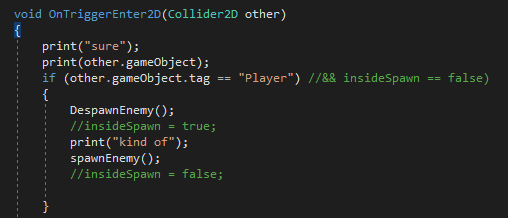 void OnTriggerEnter2D(Collider2D other)
{
print("sure");
print(other.gameObject);
if (other.gameObject.tag == "Player") //&& insideSpawn == false)
{
DespawnEnemy();
//insideSpawn = true;
print("kind of");
spawnEnemy();
//insideSpawn = false;
}